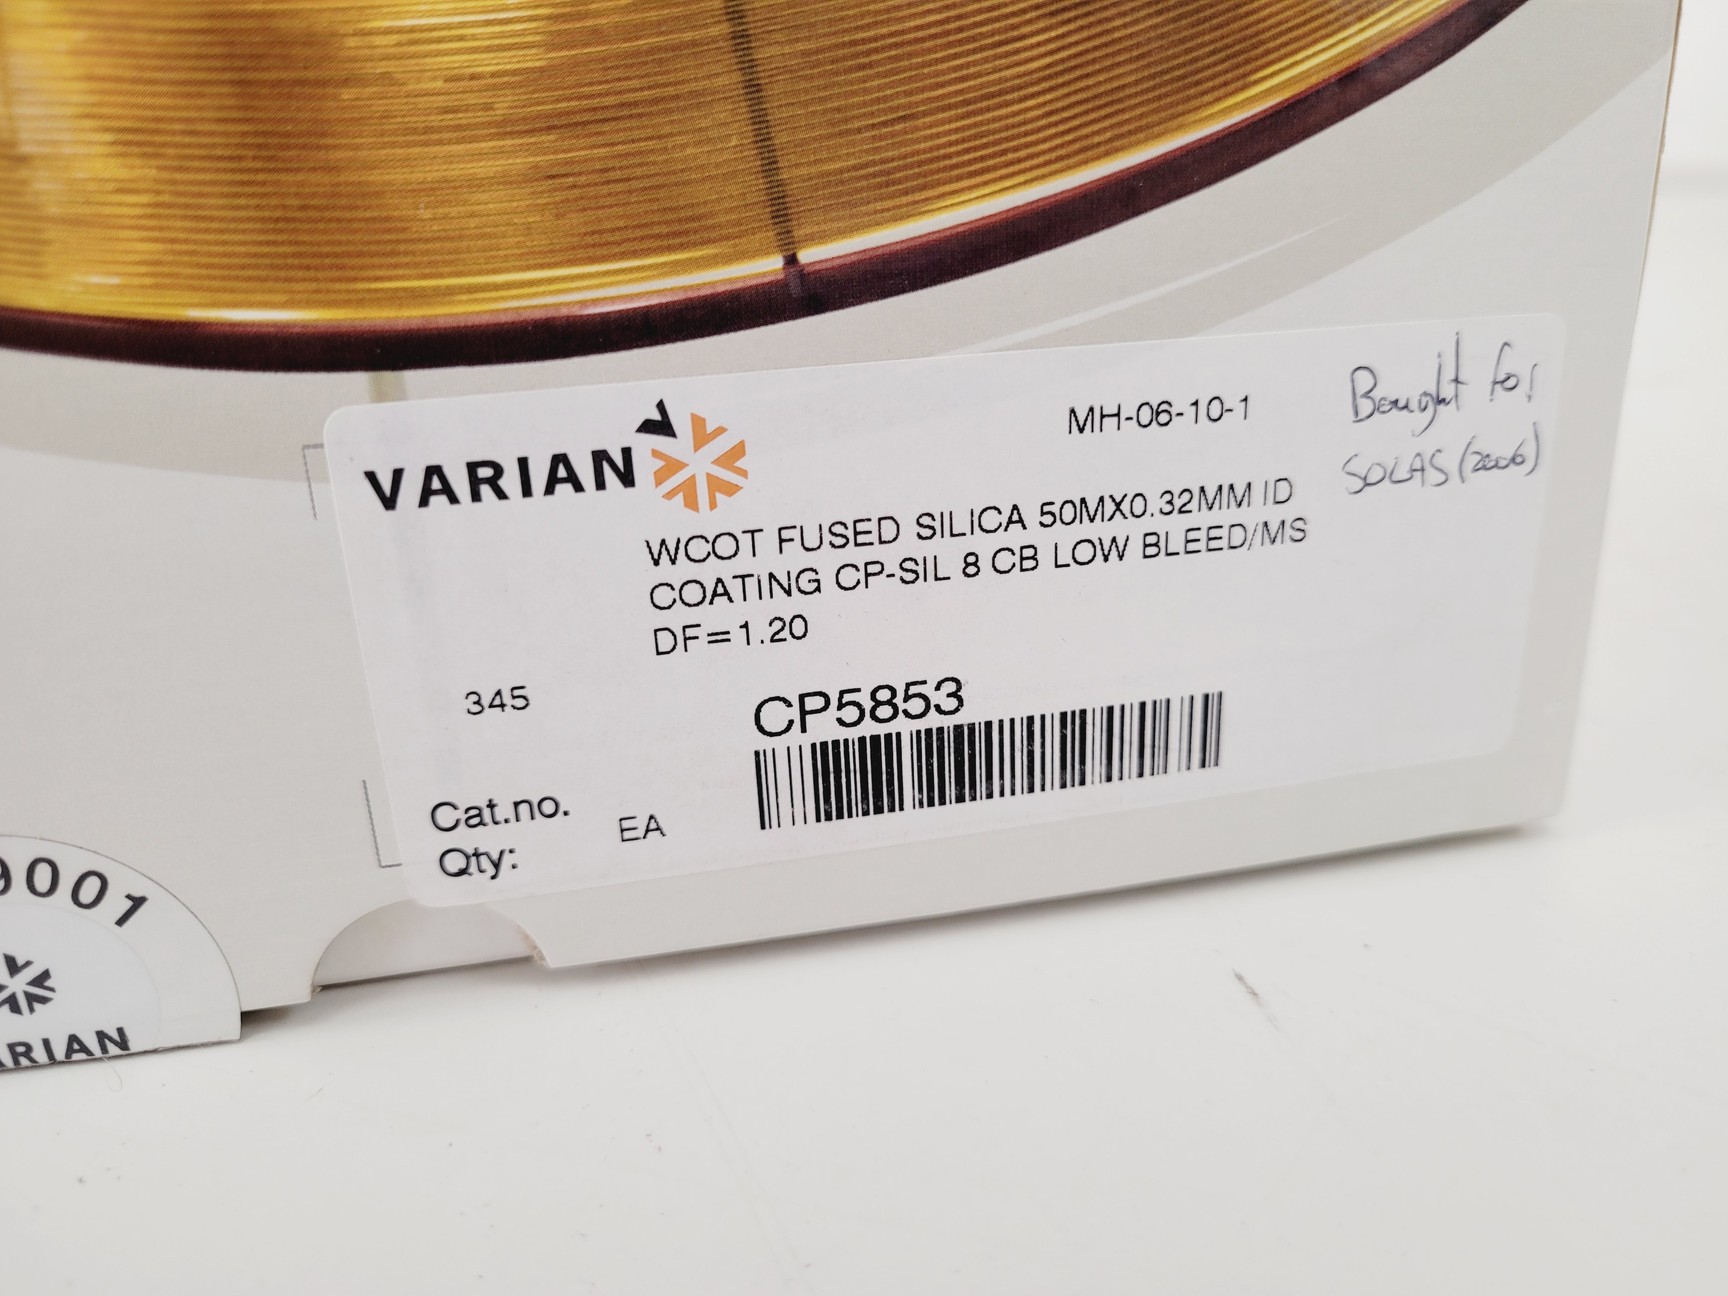 VARIAN
MH-06-10-1
Bought for
SOLAS (2006)
WCOT FUSED SILICA 50MX0.32MM ID
COATING CP-SIL 8 CB LOW BLEED/MS
DF=1.20
345
CP5853
Cat.no.
Qty: EA
9001
VARIAN